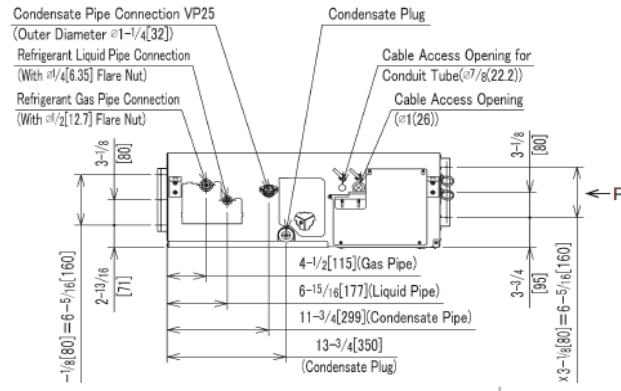 Condensate Pipe Connection VP25
(Outer Diameter ⌀1-1/4[32])
Condensate Plug
Refrigerant Liquid Pipe Connection
(With ⌀1/4[6.35] Flare Nut)
Cable Access Opening for
Conduit Tube(⌀7/8(22.2))
Refrigerant Gas Pipe Connection
(With ⌀1/2[12.7] Flare Nut)
Cable Access Opening
(⌀1(26))
3-1/8
[80]
3-1/8
[80]
F
2-13/16
[71]
-1/8[80]=6-5/16[160]
4-1/2[115](Gas Pipe)
6-15/16[177](Liquid Pipe)
11-3/4[299](Condensate Pipe)
13-3/4[350]
(Condensate Plug)
3-3/4
[95]
x3-1/8[80]=6-5/16[160]